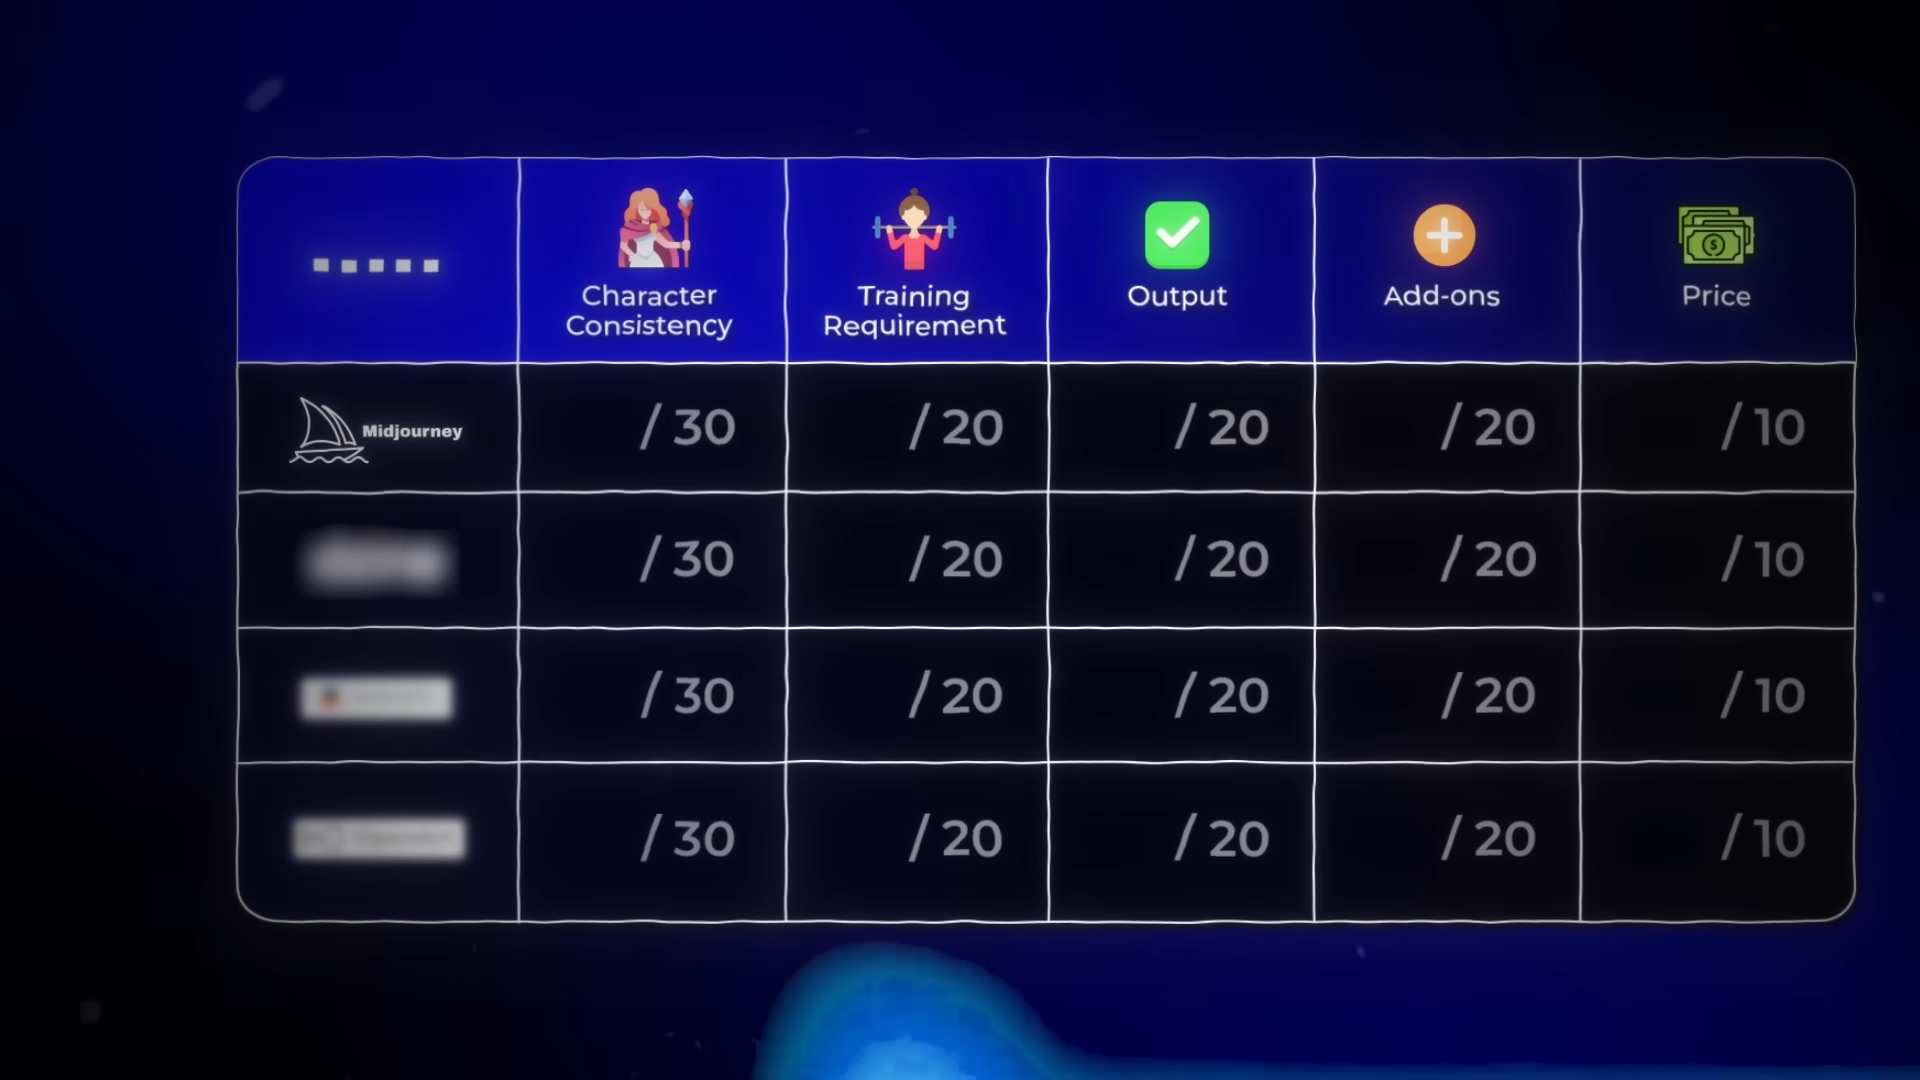 Character
Consistency
Training
Requirement
Output
Add-ons
Price
Midjourney
/ 30
/ 20
/ 20
/ 20
/ 10
/ 30
/ 20
/ 20
/ 20
/ 10
/ 30
/ 20
/ 20
/ 20
/ 10
/ 30
/ 20
/ 20
/ 20
/ 10